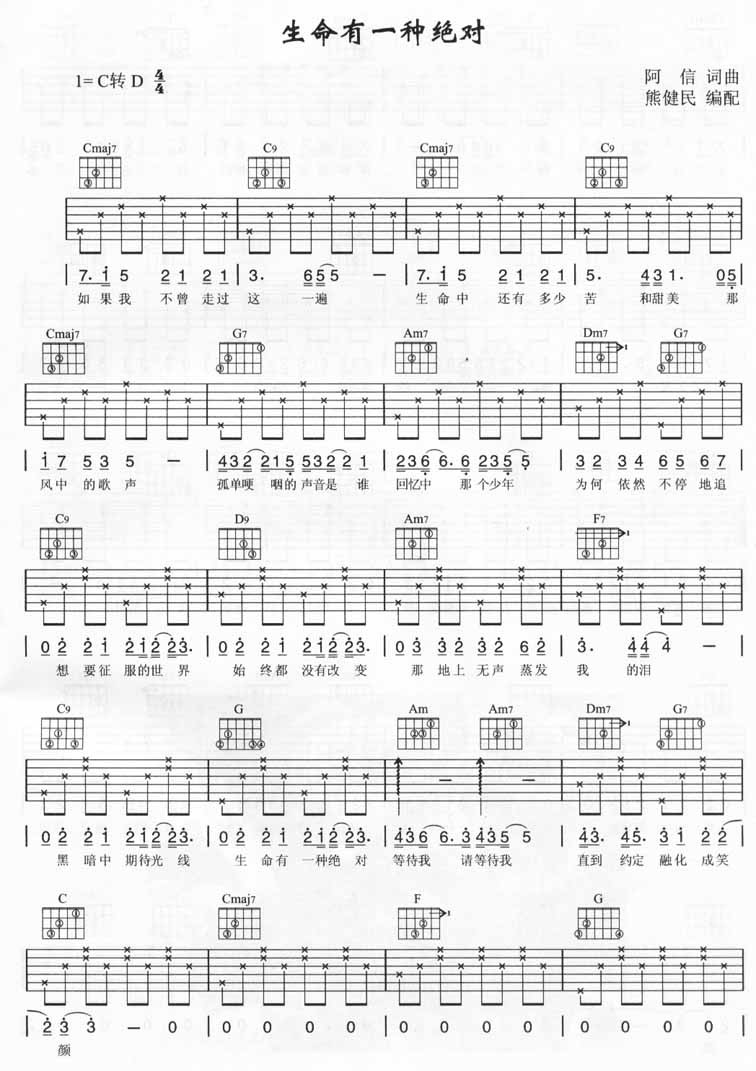 生命有一种绝对
1= C转 D 4/4
阿 信 词曲
熊健民 编配
Cmaj7 C9 Cmaj7 C9
7. 1 5 2 1 2 1 3. 6 5 5 — 7. 1 5 2 1 2 1 5. 4 3 1. 0 5
如果我 不曾 走过 这 一遍 生命中 还有 多少 苦 和甜美 那
Cmaj7 G7 Am7 Dm7 G7
1 7 5 3 5 — 4 3 2 2 1 5 5 3 2 2 1 2 3 6 6. 6 2 3 5 5 3 2 3 4 6 5 6 7
风中 的歌 声 孤单哽 咽的 声音是 谁 回忆中 那 个少年 为何 依然 不停 地追
C9 D9 Am7 F7
0 2 2 1 2 1 2 2 3. 0 2 2 1 2 1 2 2 3. 0 3 3 2 3 2 6 2 3. 4 4 4 —
想 要征 服的世 界 始 终都 没有改 变 那 地上 无声 蒸发 我 的泪
C9 G Am Am7 Dm7 G7
0 2 2 1 2 1 2 2 3. 0 2 2 1 2 1 2 2 3. 4 3 6 6. 3 4 3 5 5 4 3. 4 5. 3 1 2 2
黑 暗中 期待光 线 生 命有 一种绝 对 等待我 请等待我 直到 约定 融化 成笑
C Cmaj7 F G
2 3 3 — 0 0 0 0 0 0 0 0 0 0 0 0 0
颜